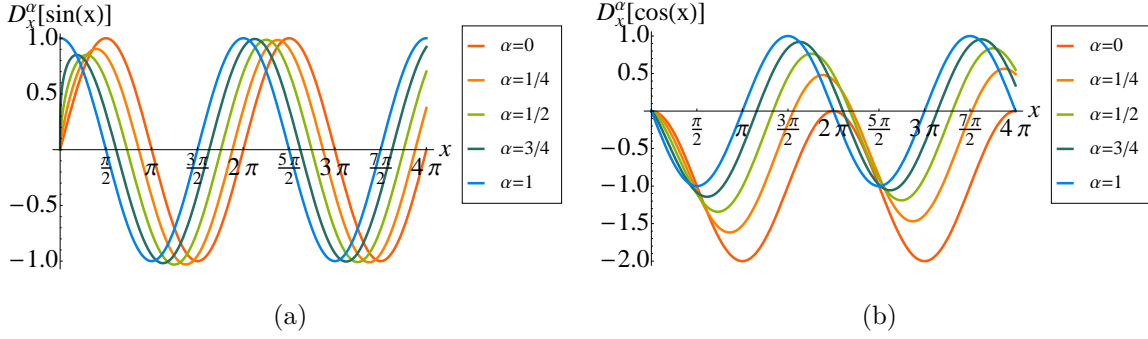 D_x^α[sin(x)]
1.0
0.5
−0.5
−1.0
π/2
π
3π/2
2π
5π/2
3π
7π/2
4π
x
α=0
α=1/4
α=1/2
α=3/4
α=1
(a)
D_x^α[cos(x)]
1.0
0.5
−0.5
−1.0
−1.5
−2.0
π/2
π
3π/2
2π
5π/2
3π
7π/2
4π
x
α=0
α=1/4
α=1/2
α=3/4
α=1
(b)